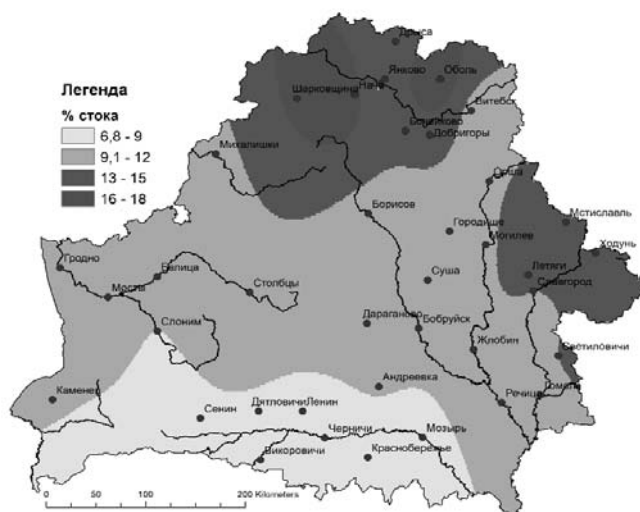 Дрыса
Янково
Оболь
Легенда
% стока
6,8 - 9
9,1 - 12
13 - 15
16 - 18
Шарковщина
Витебск
Добригоры
Михалишки
Орша
Борисов
Городище
Могилев
Мстиславль
Ходунь
Гродно
Белица
Мосты
Столбцы
Суша
Летяги
Славгород
Слоним
Дараганово
Бобруйск
Жлобин
Светиловичи
Каменец
Андреевка
Речица
Гомель
Сенин
Дятловичи
Ленин
Черничи
Мозырь
Викоровичи
Краснобережье
0 50 100 200 Kilometers